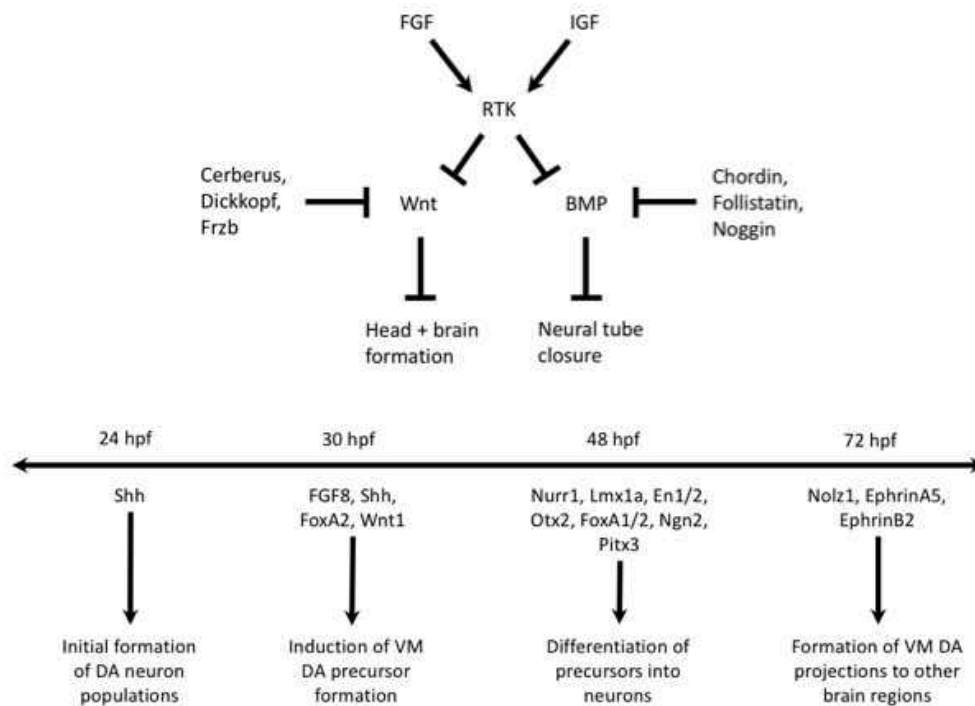 FGF
IGF
RTK
Cerberus,
Dickkopf,
Frzb
Wnt
BMP
Chordin,
Follistatin,
Noggin
Head + brain
formation
Neural tube
closure
24 hpf
30 hpf
48 hpf
72 hpf
Shh
FGF8, Shh,
FoxA2, Wnt1
Nurr1, Lmx1a, En1/2,
Otx2, FoxA1/2, Ngn2,
Pitx3
Nolz1, EphrinA5,
EphrinB2
Initial formation
of DA neuron
populations
Induction of VM
DA precursor
formation
Differentiation of
precursors into
neurons
Formation of VM DA
projections to other
brain regions